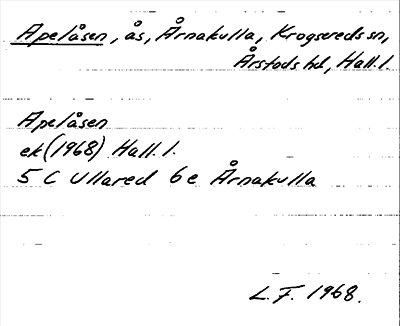 Apelåsen, ås, Årnakulla, Krogsereds sn,
Årstads hd, Hall. l.
Apelåsen
ek (1968) Hall. l.
5 C Ullared 6 e Årnakulla
L.F. 1968.